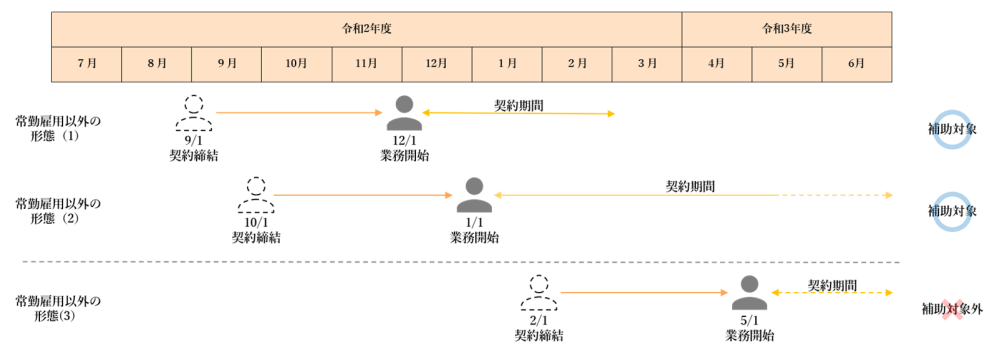 令和2年度 令和3年度
7月 8月 9月 10月 11月 12月 1月 2月 3月 4月 5月 6月
常勤雇用以外の
形態（1）
9/1
契約締結
12/1
業務開始
契約期間
補助対象
常勤雇用以外の
形態（2）
10/1
契約締結
1/1
業務開始
契約期間
補助対象
常勤雇用以外の
形態(3)
2/1
契約締結
5/1
業務開始
契約期間
補助対象外